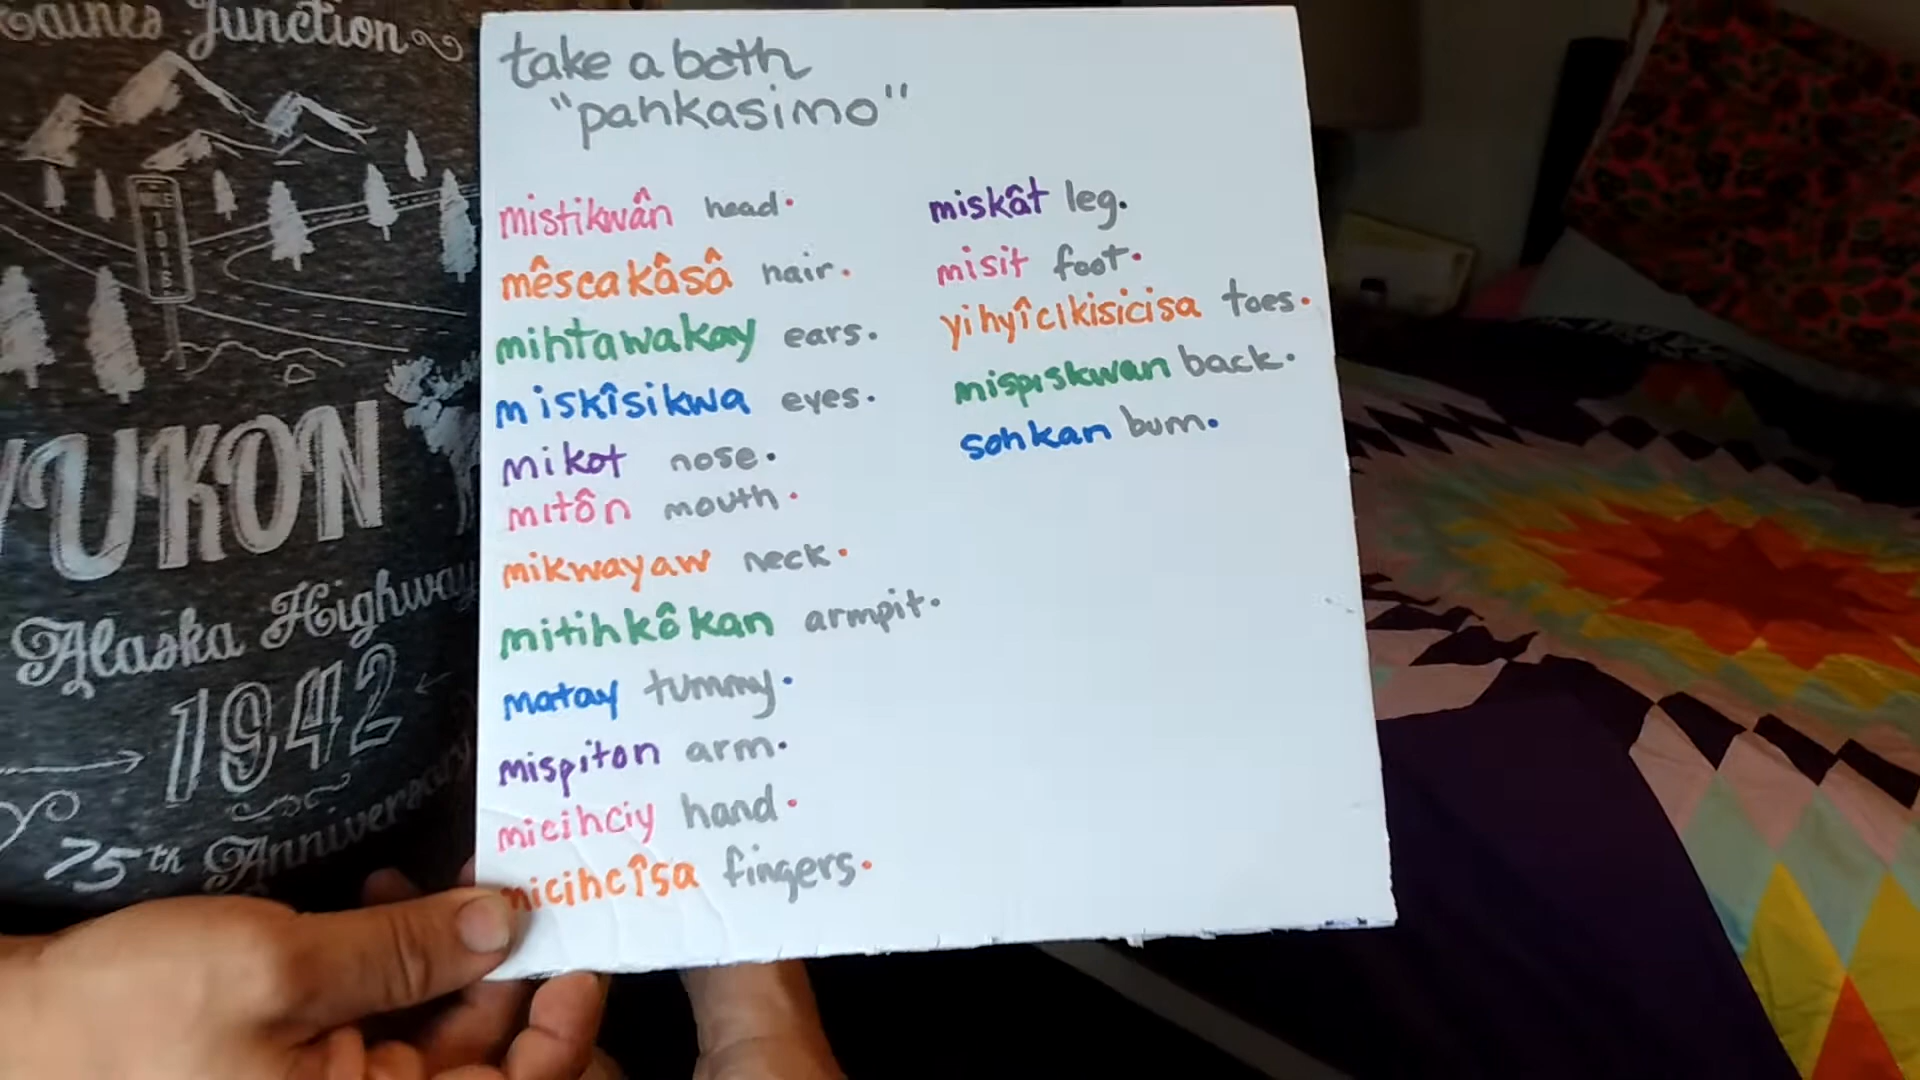 Haines Junction
YUKON
Alaska Highway
1942
75th Anniversary
take a bath
"pahkasimo"
mistikwân head.
mêscakâsâ hair.
mihtawakay ears.
miskîsikwa eyes.
mikot nose.
mitôn mouth.
mikwayaw neck.
mitihkôkan armpit.
matay tummy.
mispiton arm.
micihciy hand.
micihcîsa fingers.
miskât leg.
misit foot.
yihyîcikisicisa toes.
mispiskwan back.
sohkan bum.